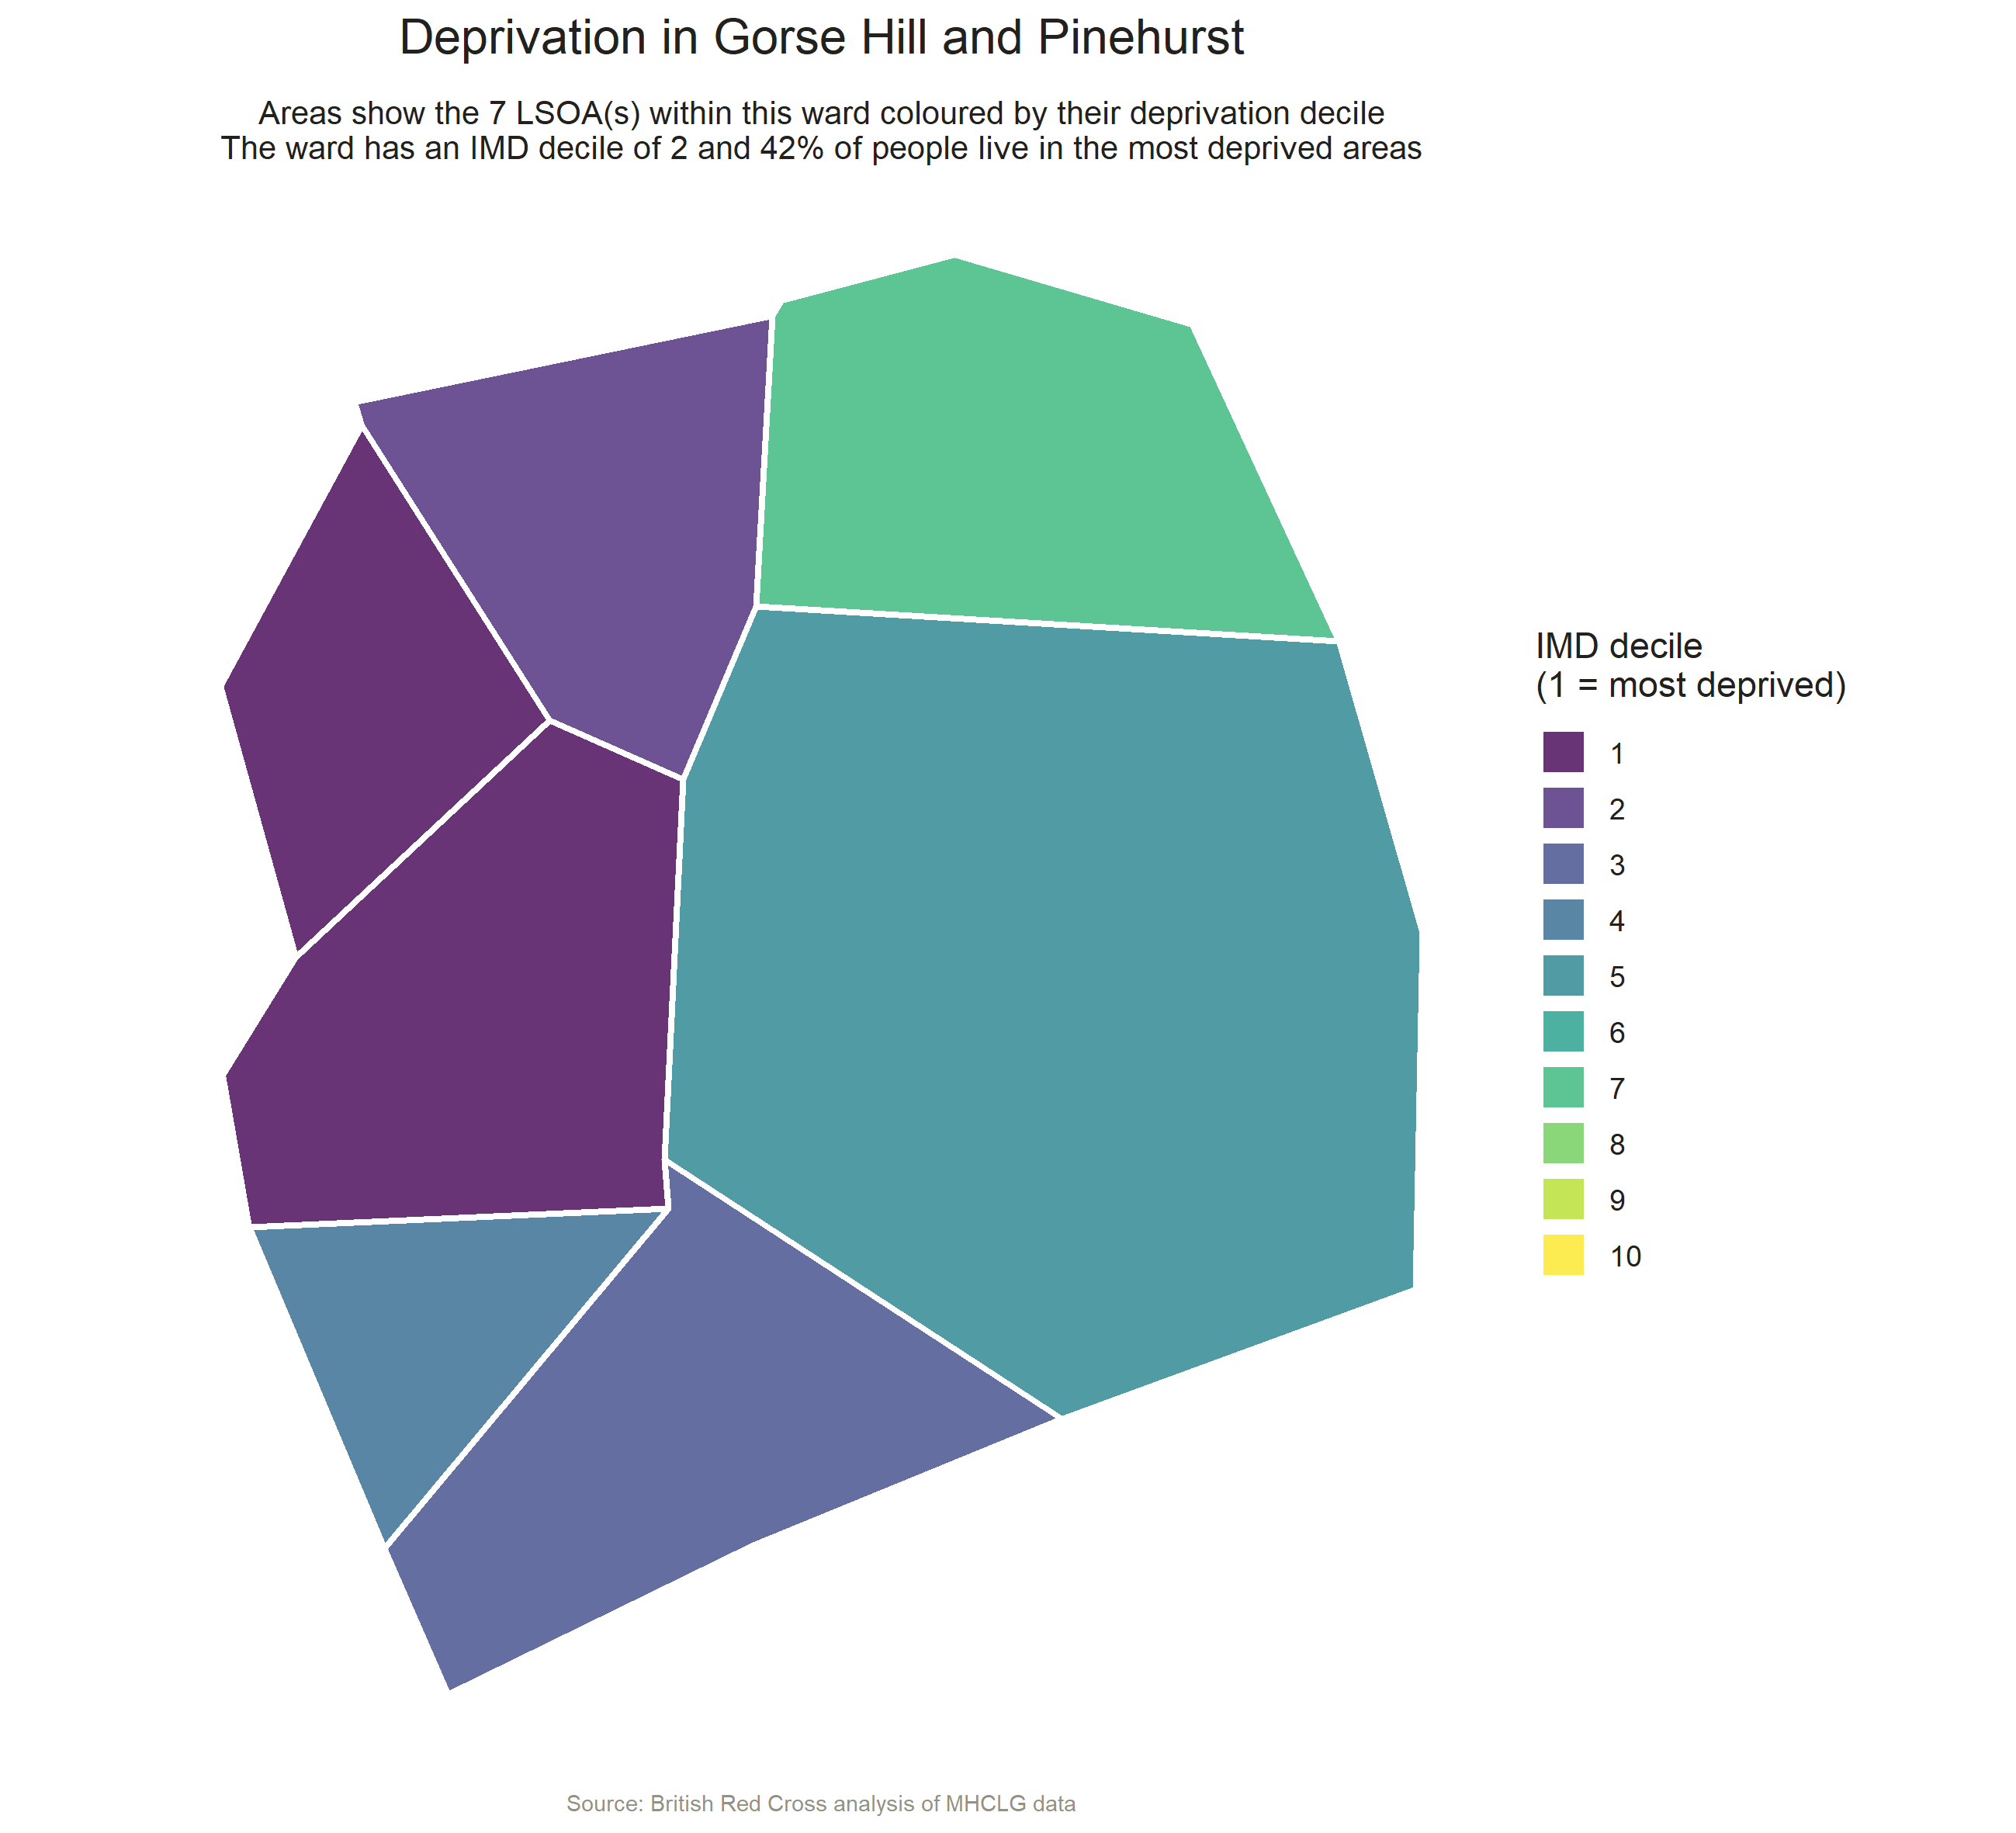 Deprivation in Gorse Hill and Pinehurst
Areas show the 7 LSOA(s) within this ward coloured by their deprivation decile
The ward has an IMD decile of 2 and 42% of people live in the most deprived areas
IMD decile
(1 = most deprived)
1
2
3
4
5
6
7
8
9
10
Source: British Red Cross analysis of MHCLG data